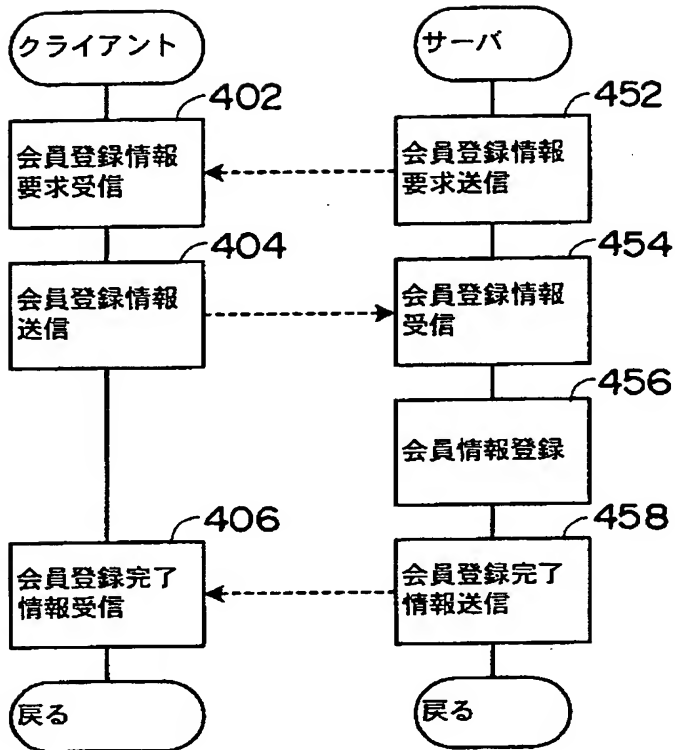 クライアント
サーバ
402
会員登録情報
要求受信
452
会員登録情報
要求送信
404
会員登録情報
送信
454
会員登録情報
受信
456
会員情報登録
406
会員登録完了
情報受信
458
会員登録完了
情報送信
戻る
戻る